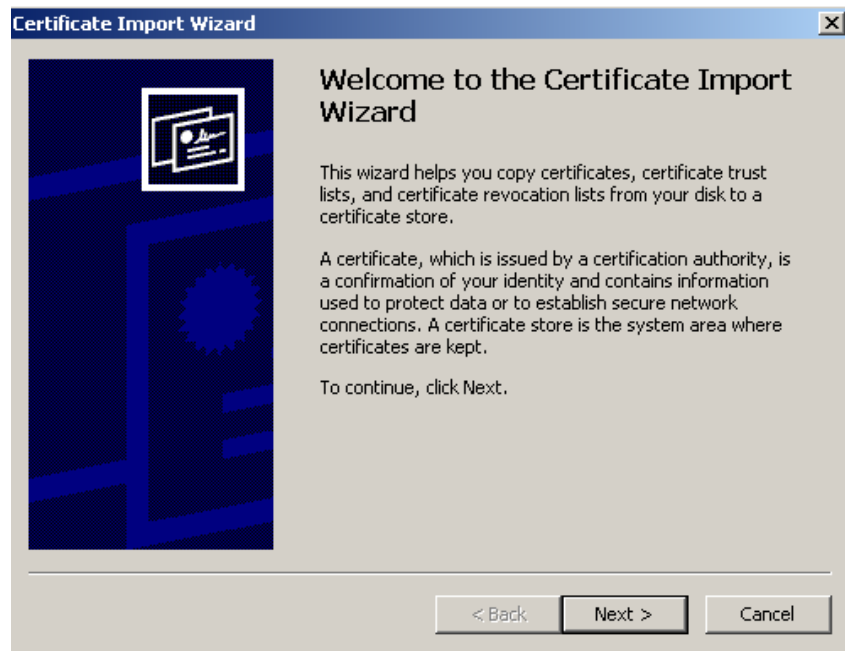 Certificate Import Wizard
Welcome to the Certificate Import
Wizard
This wizard helps you copy certificates, certificate trust
lists, and certificate revocation lists from your disk to a
certificate store.
A certificate, which is issued by a certification authority, is
a confirmation of your identity and contains information
used to protect data or to establish secure network
connections. A certificate store is the system area where
certificates are kept.
To continue, click Next.
< Back Next > Cancel